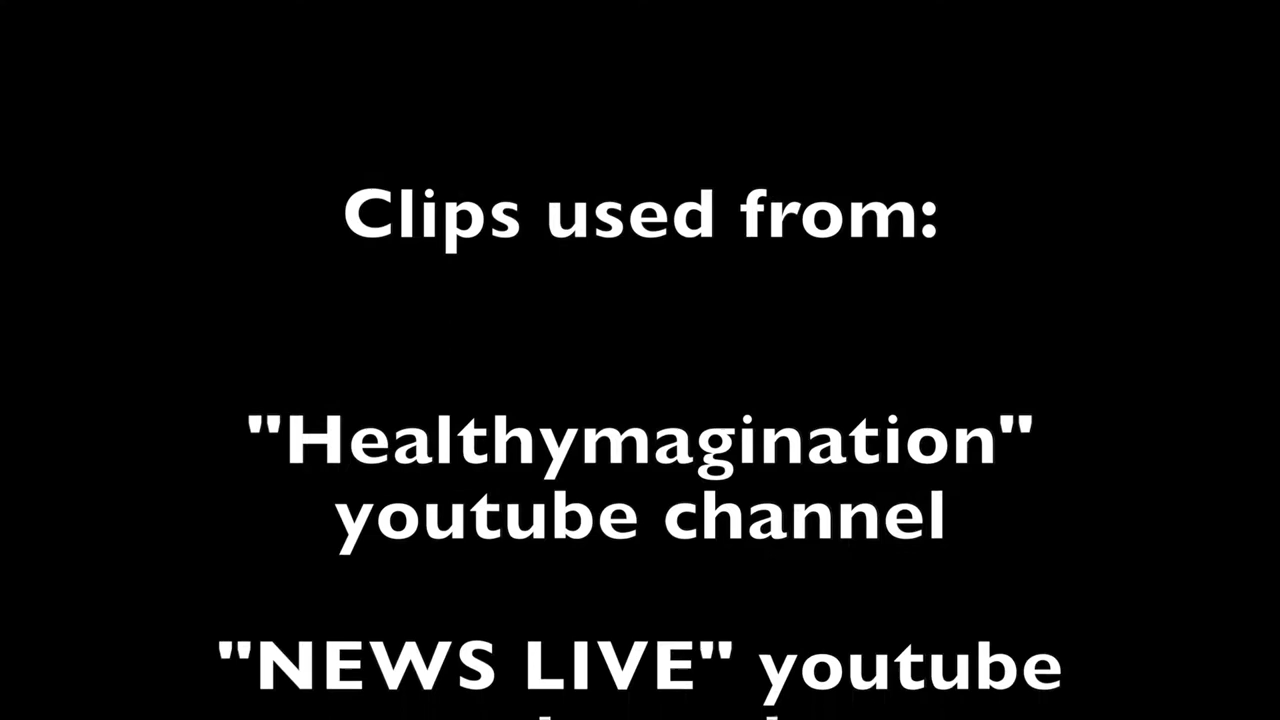 Clips used from:
"Healthymagination"
youtube channel
"NEWS LIVE" youtube